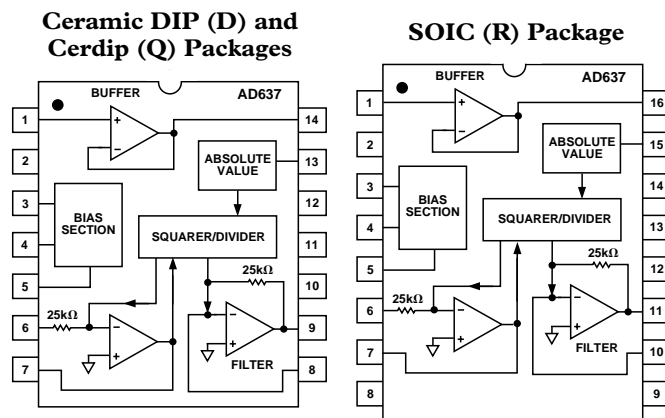 Ceramic DIP (D) and
Cerdip (Q) Packages
BUFFER
AD637
1
14
2
ABSOLUTE
VALUE
13
3
BIAS
SECTION
12
4
SQUARER/DIVIDER
11
5
25kΩ
10
25kΩ
6
9
7
FILTER
8
SOIC (R) Package
BUFFER
AD637
1
16
2
ABSOLUTE
VALUE
15
3
14
BIAS
SECTION
4
SQUARER/DIVIDER
13
5
25kΩ
12
25kΩ
6
11
7
FILTER
10
8
9
+
−
+
−
+
−
+
−
+
−
+
−